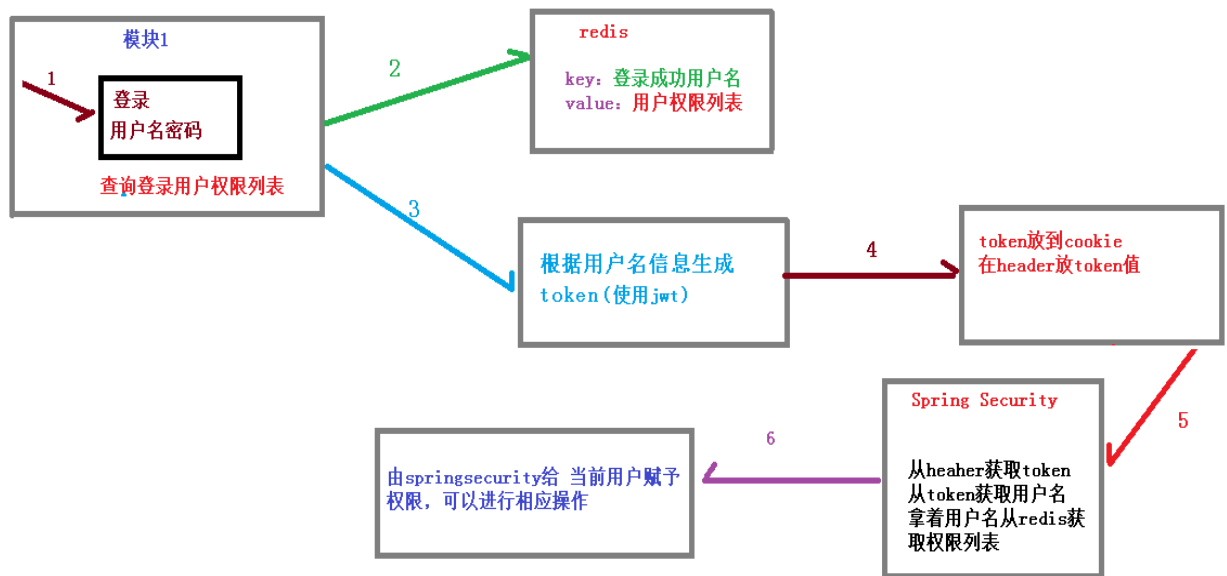 模块1
1
登录
用户名密码
查询登录用户权限列表
2
redis
key: 登录成功用户名
value: 用户权限列表
3
根据用户名信息生成
token(使用jwt)
4
token放到cookie
在header放token值
5
Spring Security
从heaher获取token
从token获取用户名
拿着用户名从redis获
取权限列表
6
由springsecurity给 当前用户赋予
权限，可以进行相应操作